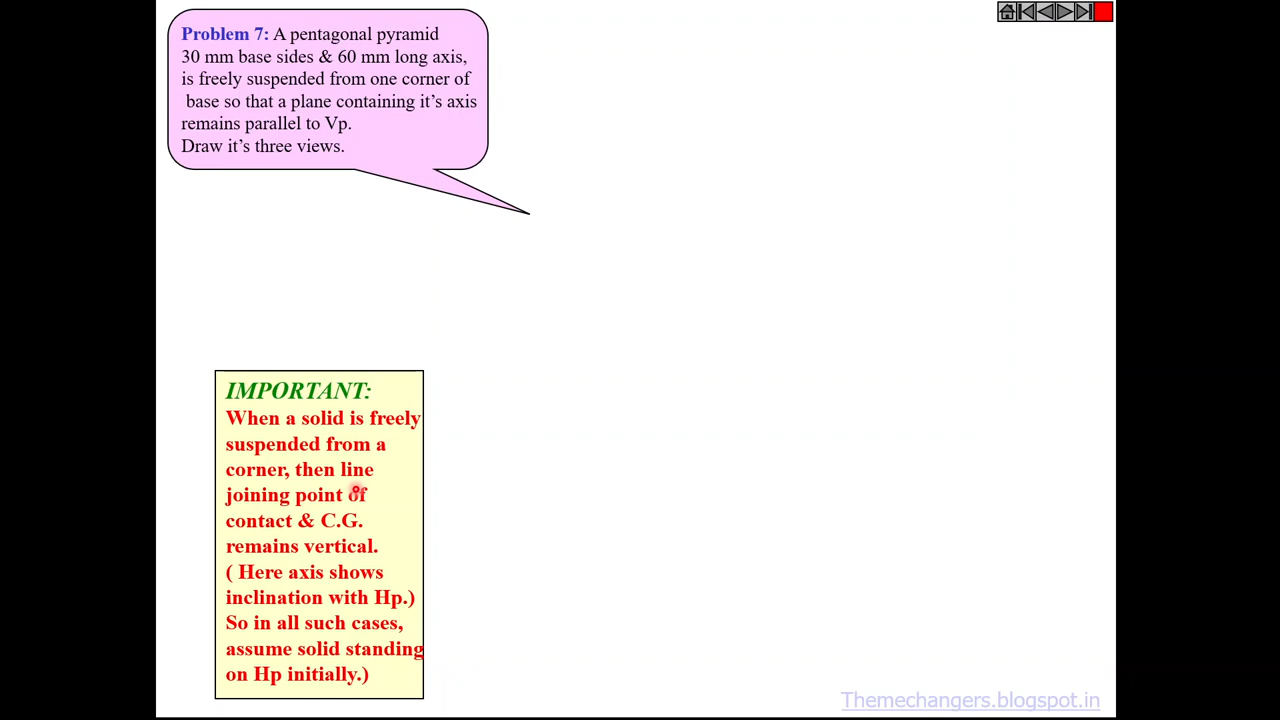 Problem 7: A pentagonal pyramid
30 mm base sides & 60 mm long axis,
is freely suspended from one corner of
base so that a plane containing it’s axis
remains parallel to Vp.
Draw it’s three views.
IMPORTANT:
When a solid is freely
suspended from a
corner, then line
joining point of
contact & C.G.
remains vertical.
( Here axis shows
inclination with Hp.)
So in all such cases,
assume solid standing
on Hp initially.)
Themechangers.blogspot.in